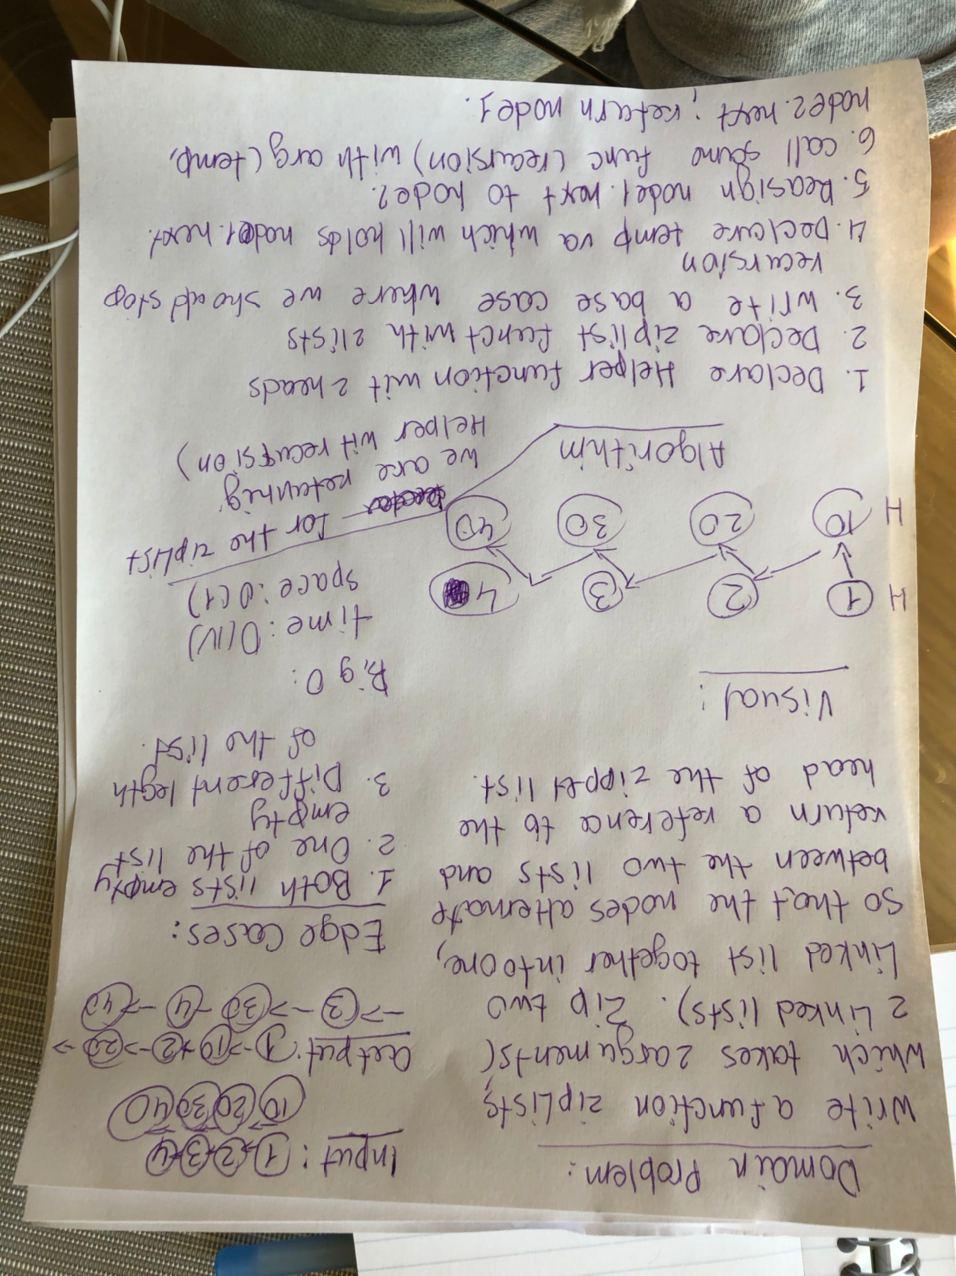 Domain Problem:
Write a function ziplists,
which takes 2arguments(
2 Linked lists). Zip two
Linked list together into one,
so that the nodes alternate
between the two lists and
return a reference to the
head of the zipped list.
Input: 1 2 3 4
10 20 30 40
output: 1 -> 10 -> 2 -> 20 ->
-> 3 -> 30 -> 4 -> 40
Edge Cases:
1. Both lists empty
2. One of the list
empty
3. Different legth
of the list.
Visual:
H 1 2 3 4
H 10 20 30 40
Big O:
time: O(N)
space: O(1)
for the ziplist
we are returning
Helper wit recursion)
Algorithim
1. Declare Helper function wit 2 heads
2. Declare ziplist funct with 2lists
3. write a base case where we shoud stop
recursion
4. Declare temp va which will holds node1.next.
5. Reasign node1.next to node2.
6. call same func (recursion) with arg (temp,
node2.next; return node1.